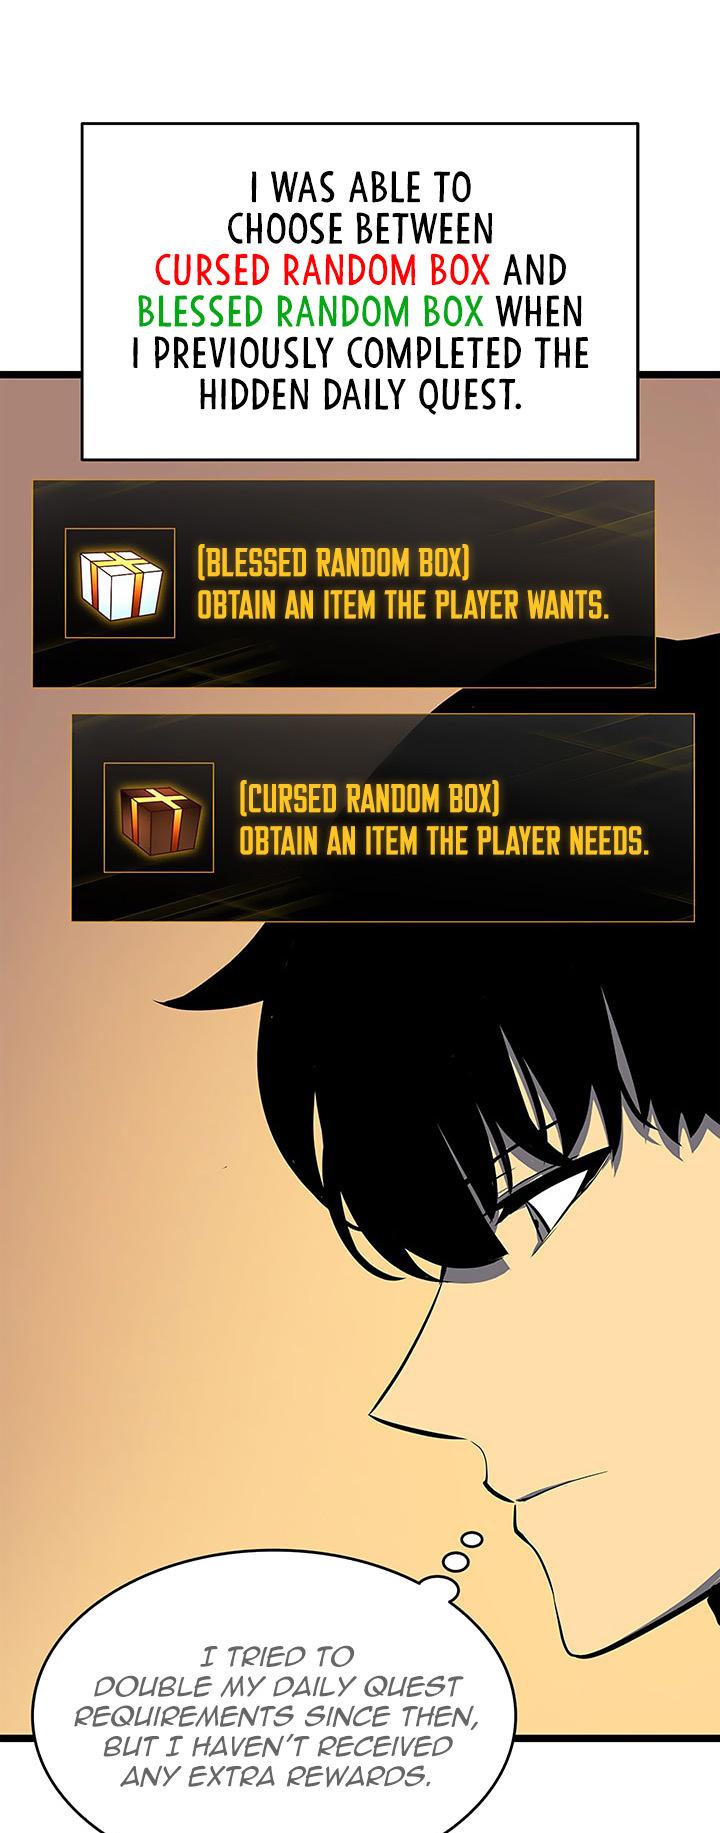 I WAS ABLE TO
CHOOSE BETWEEN
CURSED RANDOM BOX AND
BLESSED RANDOM BOX WHEN
I PREVIOUSLY COMPLETED THE
HIDDEN DAILY QUEST.
(BLESSED RANDOM BOX)
OBTAIN AN ITEM THE PLAYER WANTS.
(CURSED RANDOM BOX)
OBTAIN AN ITEM THE PLAYER NEEDS.
I TRIED TO
DOUBLE MY DAILY QUEST
REQUIREMENTS SINCE THEN,
BUT I HAVEN'T RECEIVED
ANY EXTRA REWARDS.